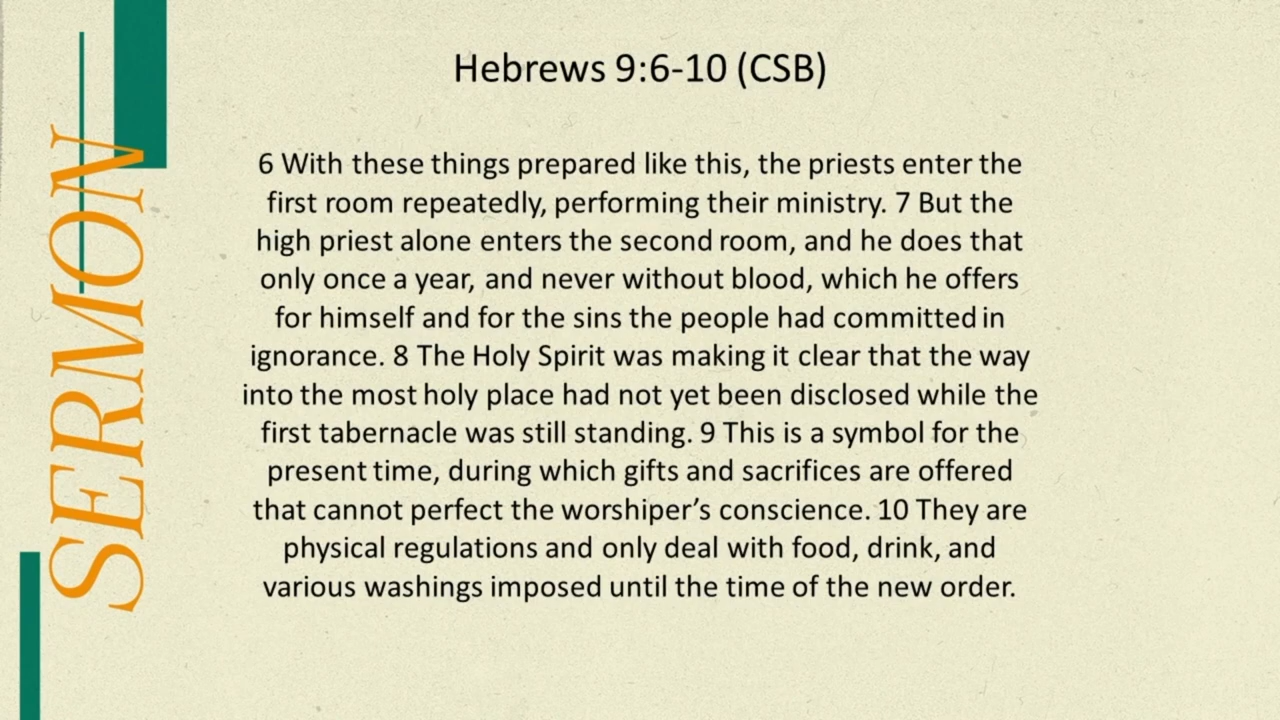 SERMON
Hebrews 9:6-10 (CSB)
6 With these things prepared like this, the priests enter the
first room repeatedly, performing their ministry. 7 But the
high priest alone enters the second room, and he does that
only once a year, and never without blood, which he offers
for himself and for the sins the people had committed in
ignorance. 8 The Holy Spirit was making it clear that the way
into the most holy place had not yet been disclosed while the
first tabernacle was still standing. 9 This is a symbol for the
present time, during which gifts and sacrifices are offered
that cannot perfect the worshiper’s conscience. 10 They are
physical regulations and only deal with food, drink, and
various washings imposed until the time of the new order.